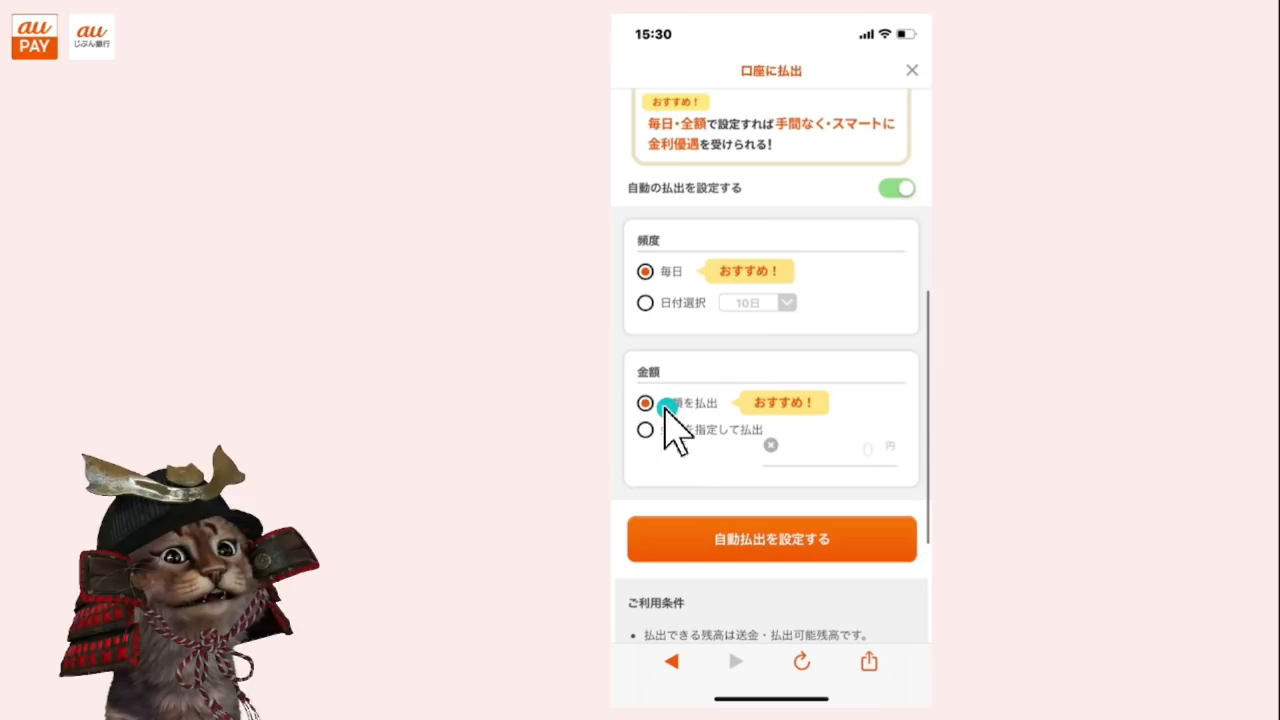 au
PAY
au
じぶん銀行
15:30
口座に払出
おすすめ！
毎日・全額で設定すれば手間なく・スマートに
金利優遇を受けられる！
自動の払出を設定する
頻度
毎日 おすすめ！
日付選択 10日
金額
額を払出 おすすめ！
を指定して払出
0 円
自動払出を設定する
ご利用条件
• 払出できる残高は送金・払出可能残高です。